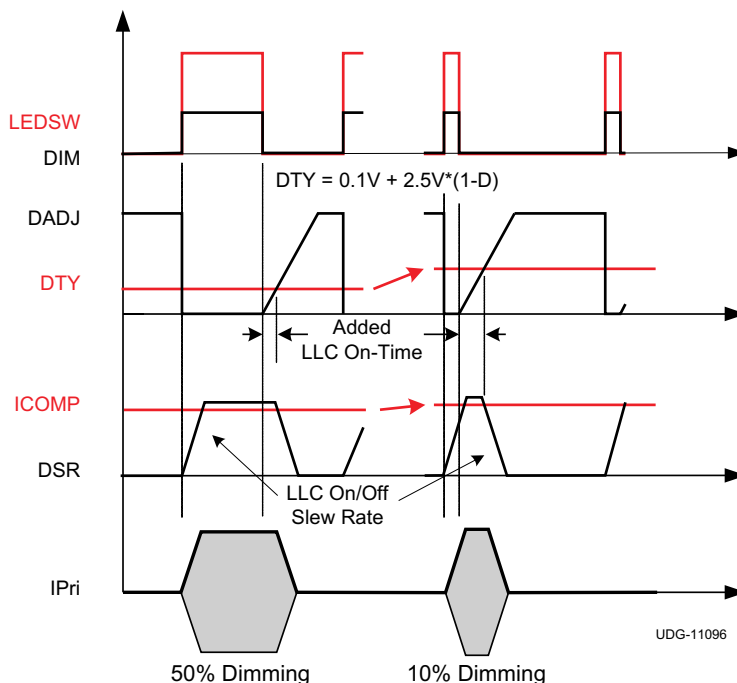 LEDSW
DIM
DTY = 0.1V + 2.5V*(1-D)
DADJ
DTY
Added
LLC On-Time
ICOMP
DSR
LLC On/Off
Slew Rate
IPri
UDG-11096
50% Dimming
10% Dimming